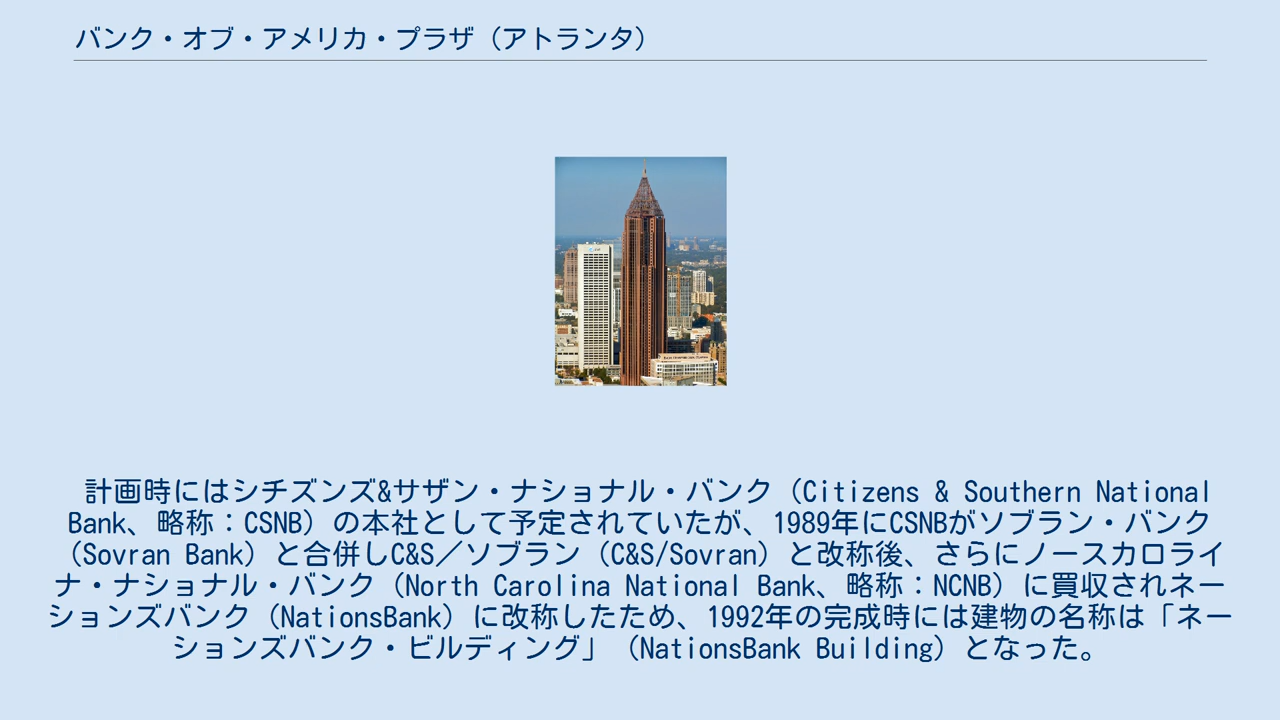 バンク・オブ・アメリカ・プラザ（アトランタ）
計画時にはシチズンズ&サザン・ナショナル・バンク（Citizens & Southern National
Bank、略称：CSNB）の本社として予定されていたが、1989年にCSNBがソブラン・バンク
（Sovran Bank）と合併しC&S／ソブラン（C&S/Sovran）と改称後、さらにノースカロライ
ナ・ナショナル・バンク（North Carolina National Bank、略称：NCNB）に買収されネー
ションズバンク（NationsBank）に改称したため、1992年の完成時には建物の名称は「ネー
ションズバンク・ビルディング」（NationsBank Building）となった。